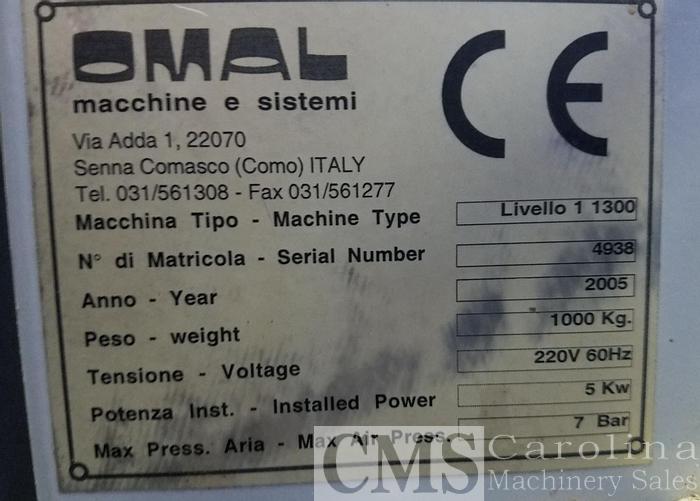 OMAL
macchine e sistemi
CE
Via Adda 1, 22070
Senna Comasco (Como) ITALY
Tel. 031/561308 - Fax 031/561277
Macchina Tipo - Machine Type Livello 1 1300
N° di Matricola - Serial Number 4938
Anno - Year 2005
Peso - weight 1000 Kg.
Tensione - Voltage 220V 60Hz
Potenza Inst. - Installed Power 5 Kw
Max Press. Aria - Max Air Press. 7 Bar
CMS Carolina
Machinery Sales